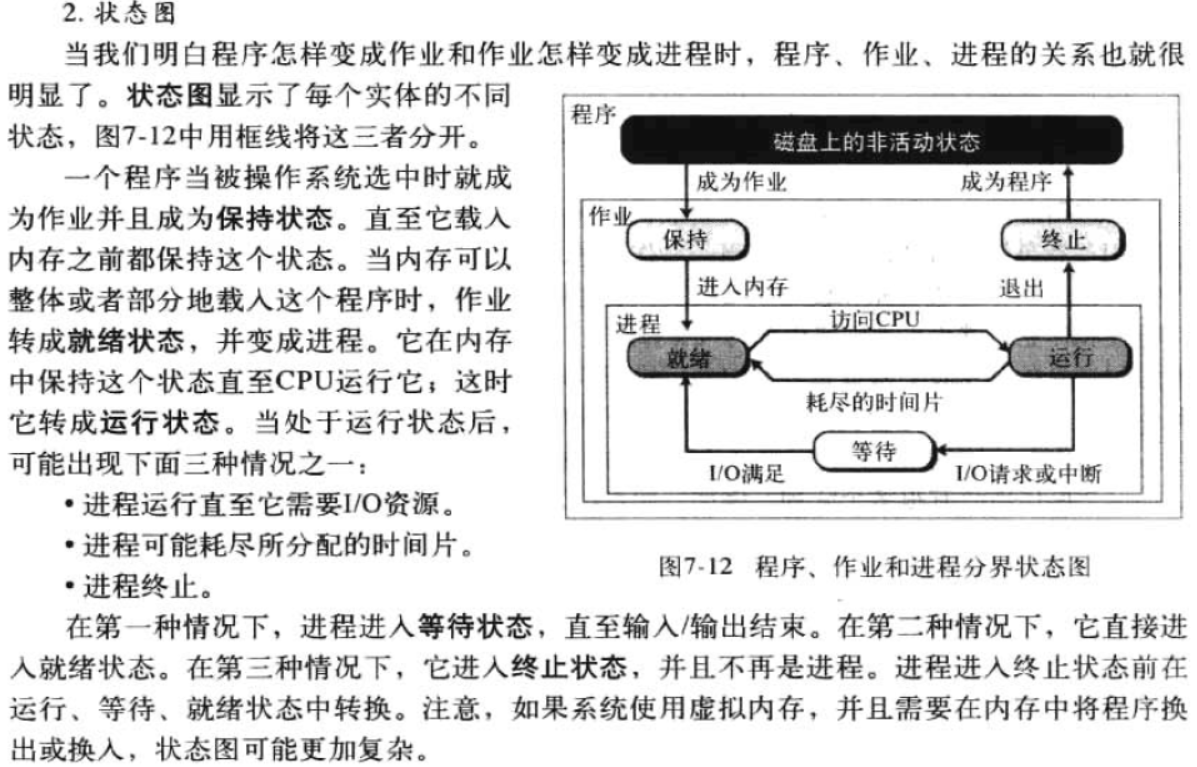 2. 状态图
当我们明白程序怎样变成作业和作业怎样变成进程时，程序、作业、进程的关系也就很
明显了。状态图显示了每个实体的不同
状态，图7-12中用框线将这三者分开。
一个程序当被操作系统选中时就成
为作业并且成为保持状态。直至它载入
内存之前都保持这个状态。当内存可以
整体或者部分地载入这个程序时，作业
转成就绪状态，并变成进程。它在内存
中保持这个状态直至CPU运行它；这时
它转成运行状态。当处于运行状态后，
可能出现下面三种情况之一：
• 进程运行直至它需要I/O资源。
• 进程可能耗尽所分配的时间片。
• 进程终止。
程序
磁盘上的非活动状态
成为作业
成为程序
作业
保持
终止
进入内存
退出
进程
访问CPU
就绪
运行
耗尽的时间片
等待
I/O满足
I/O请求或中断
图7-12 程序、作业和进程分界状态图
在第一种情况下，进程进入等待状态，直至输入/输出结束。在第二种情况下，它直接进
入就绪状态。在第三种情况下，它进入终止状态，并且不再是进程。进程进入终止状态前在
运行、等待、就绪状态中转换。注意，如果系统使用虚拟内存，并且需要在内存中将程序换
出或换入，状态图可能更加复杂。